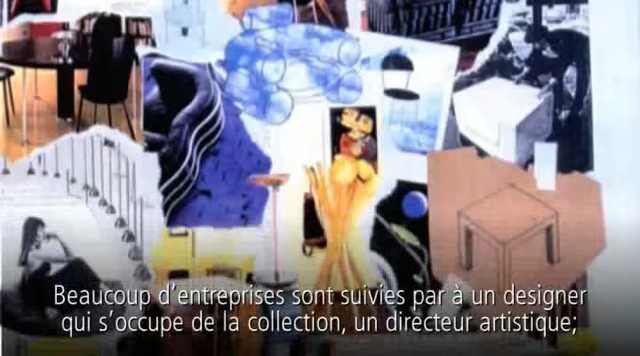 Beaucoup d'entreprises sont suivies par à un designer
qui s'occupe de la collection, un directeur artistique;